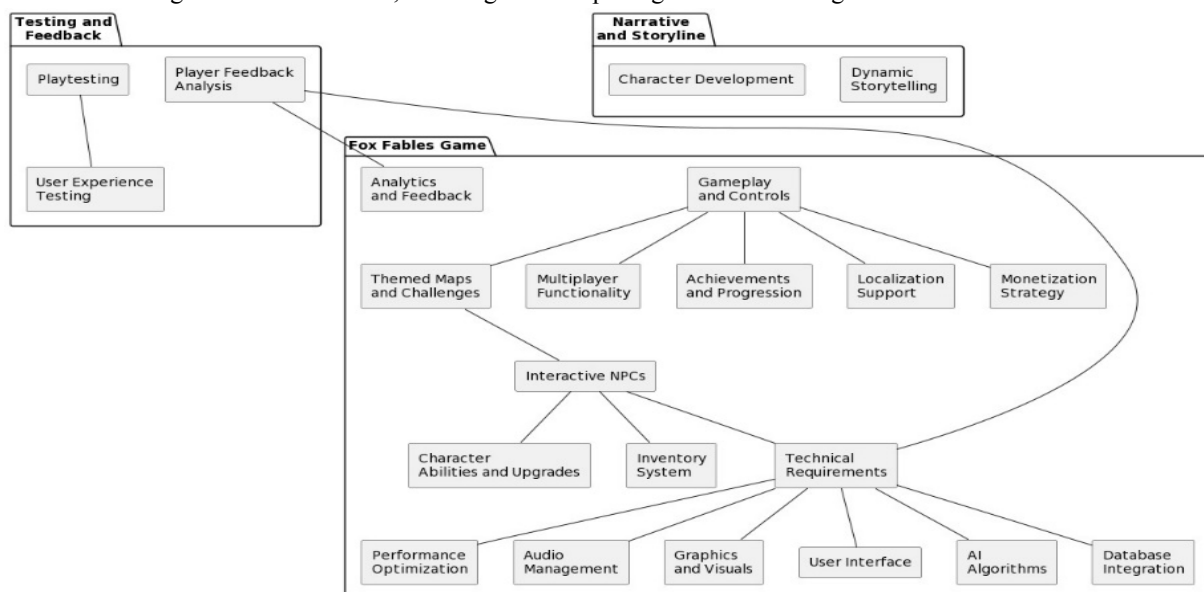 Testing and
Feedback
Playtesting
Player Feedback
Analysis
User Experience
Testing
Narrative
and Storyline
Character Development
Dynamic
Storytelling
Fox Fables Game
Analytics
and Feedback
Gameplay
and Controls
Themed Maps
and Challenges
Multiplayer
Functionality
Achievements
and Progression
Localization
Support
Monetization
Strategy
Interactive NPCs
Character
Abilities and Upgrades
Inventory
System
Technical
Requirements
Performance
Optimization
Audio
Management
Graphics
and Visuals
User Interface
AI
Algorithms
Database
Integration